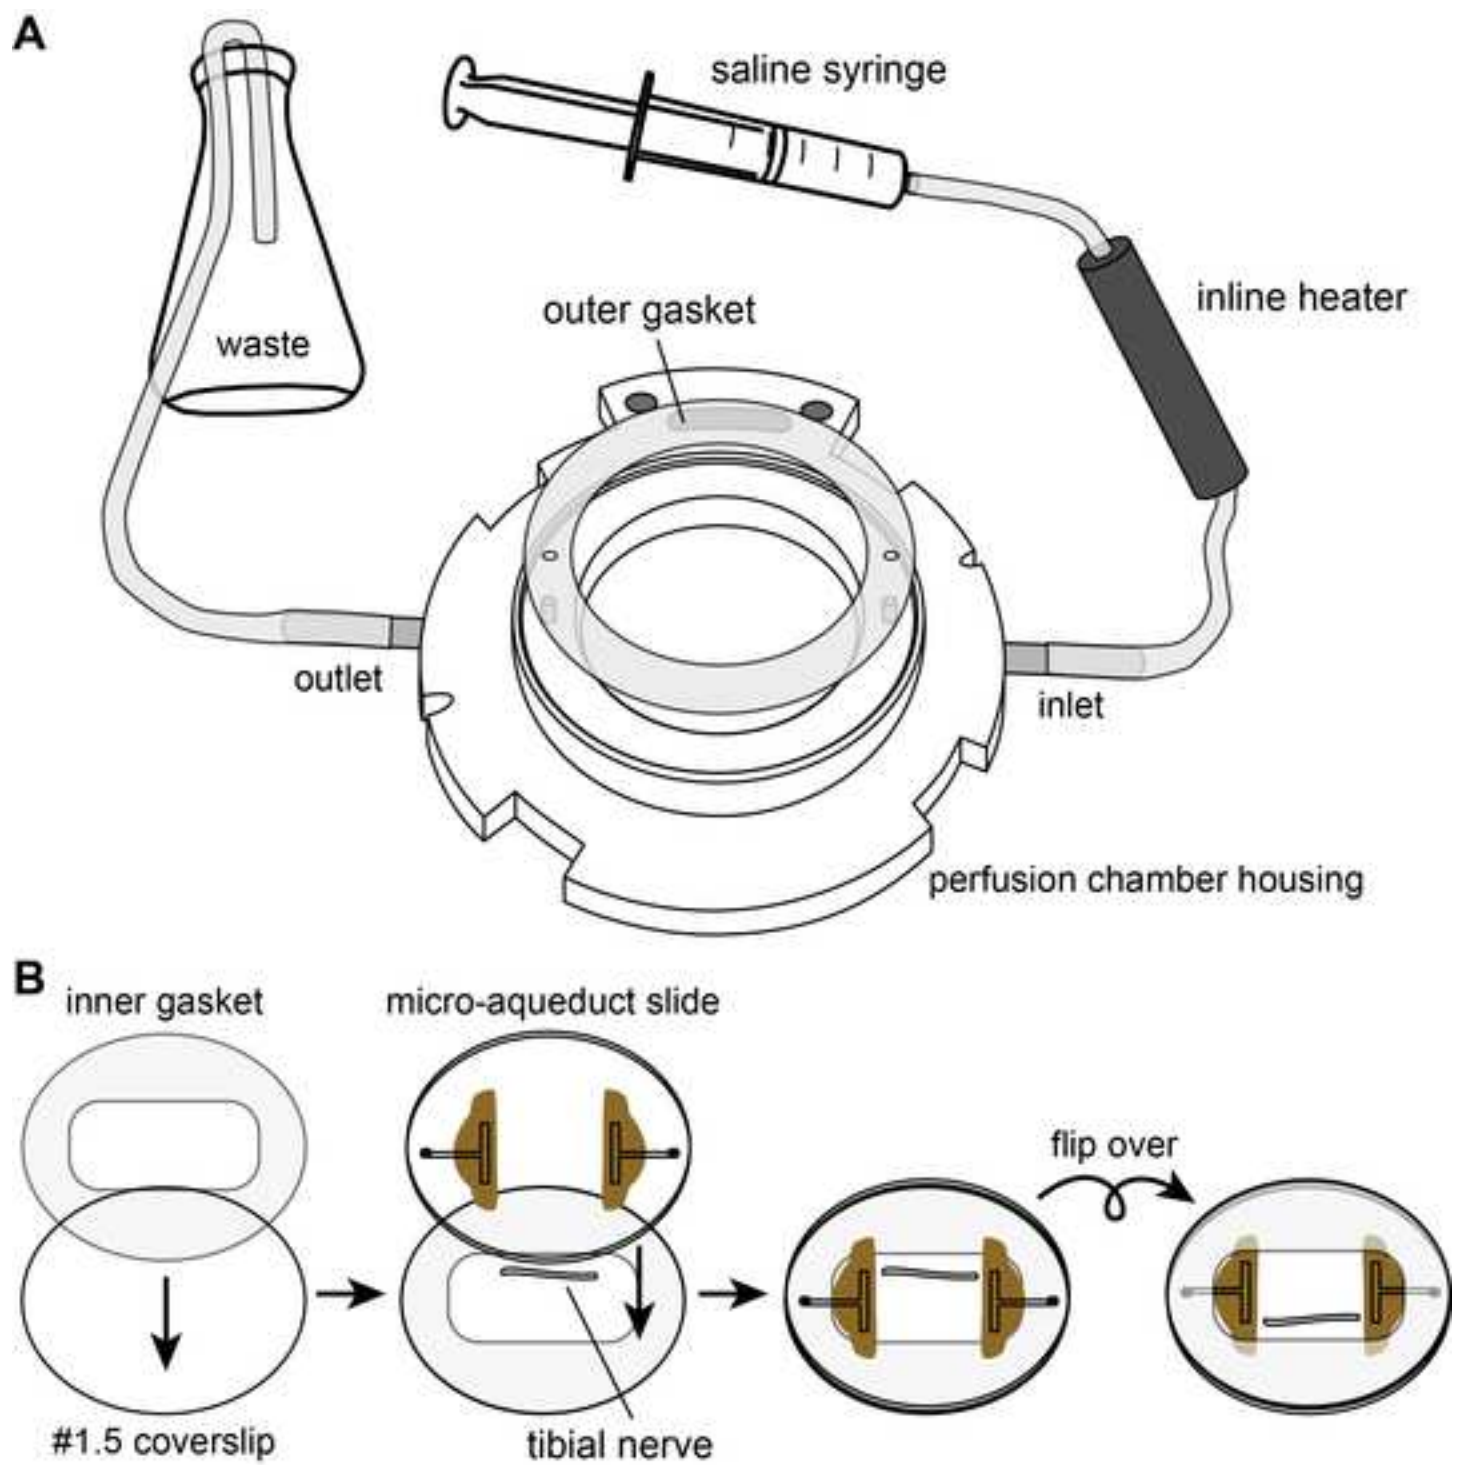 A
saline syringe
inline heater
outer gasket
waste
outlet
inlet
perfusion chamber housing
B
inner gasket
micro-aqueduct slide
flip over
#1.5 coverslip
tibial nerve